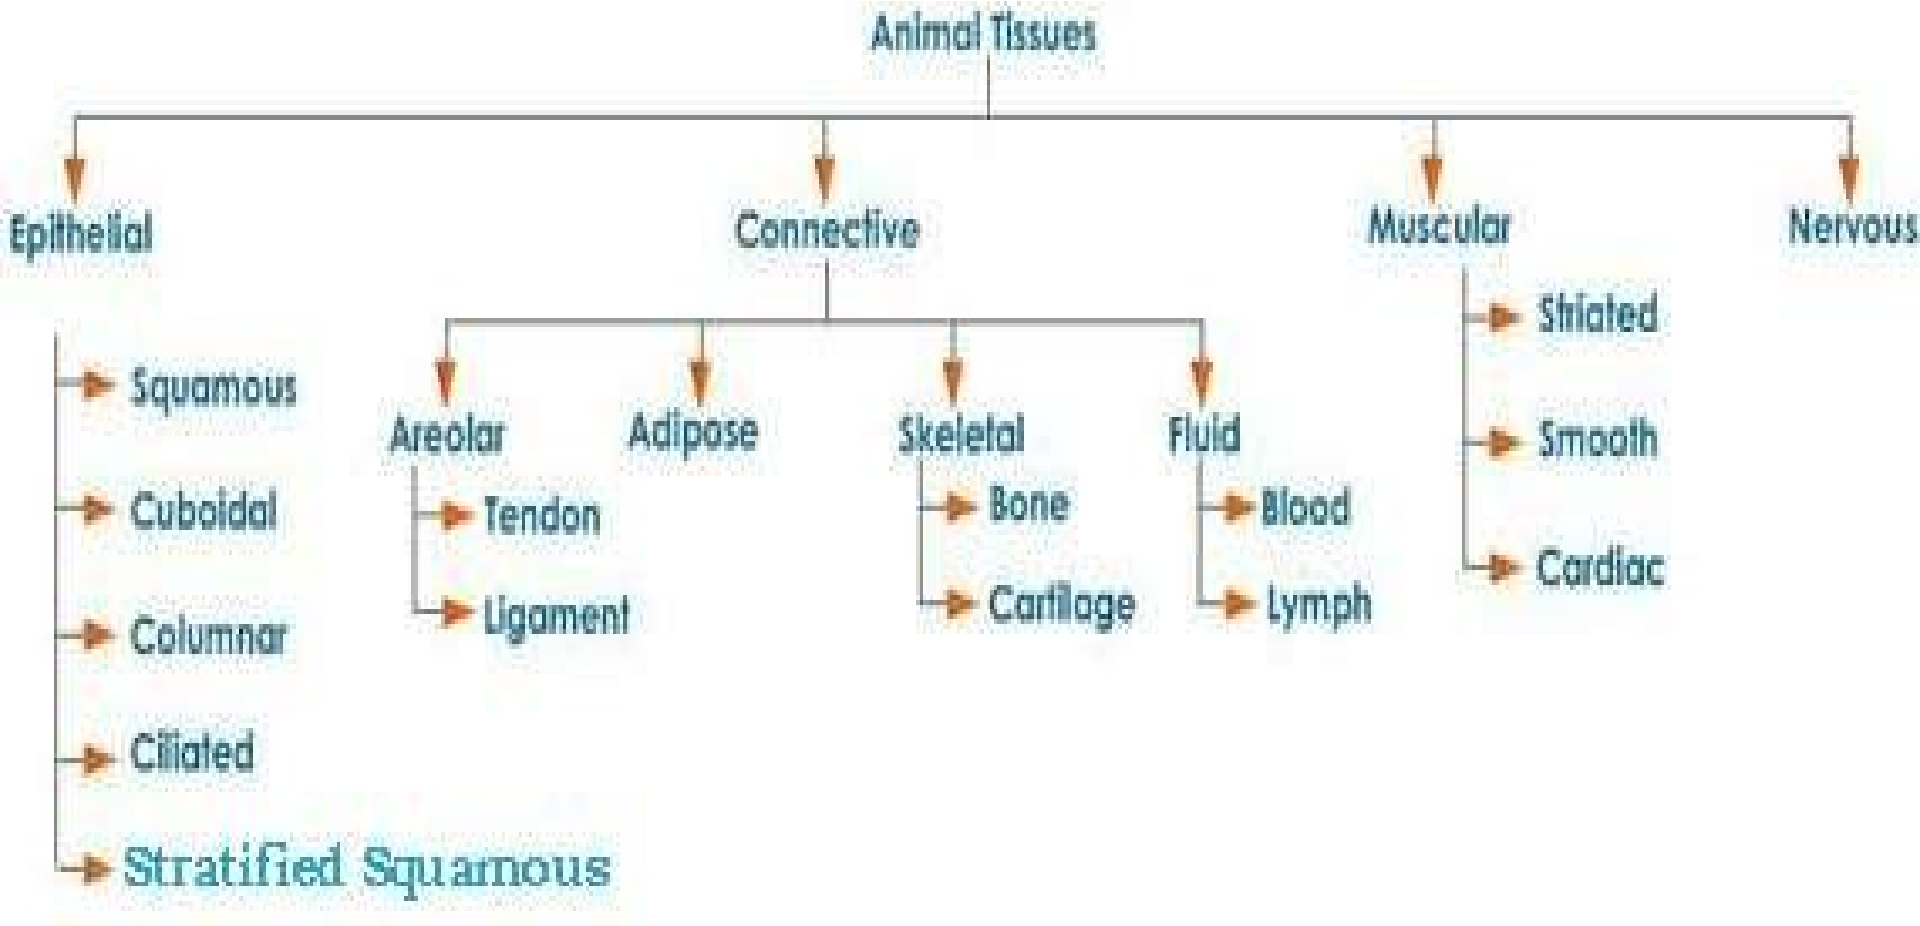 Animal Tissues
Epithelial
Connective
Muscular
Nervous
Squamous
Cuboidal
Columnar
Ciliated
Stratified Squamous
Areolar
Tendon
Ligament
Adipose
Skeletal
Bone
Cartilage
Fluid
Blood
Lymph
Striated
Smooth
Cardiac